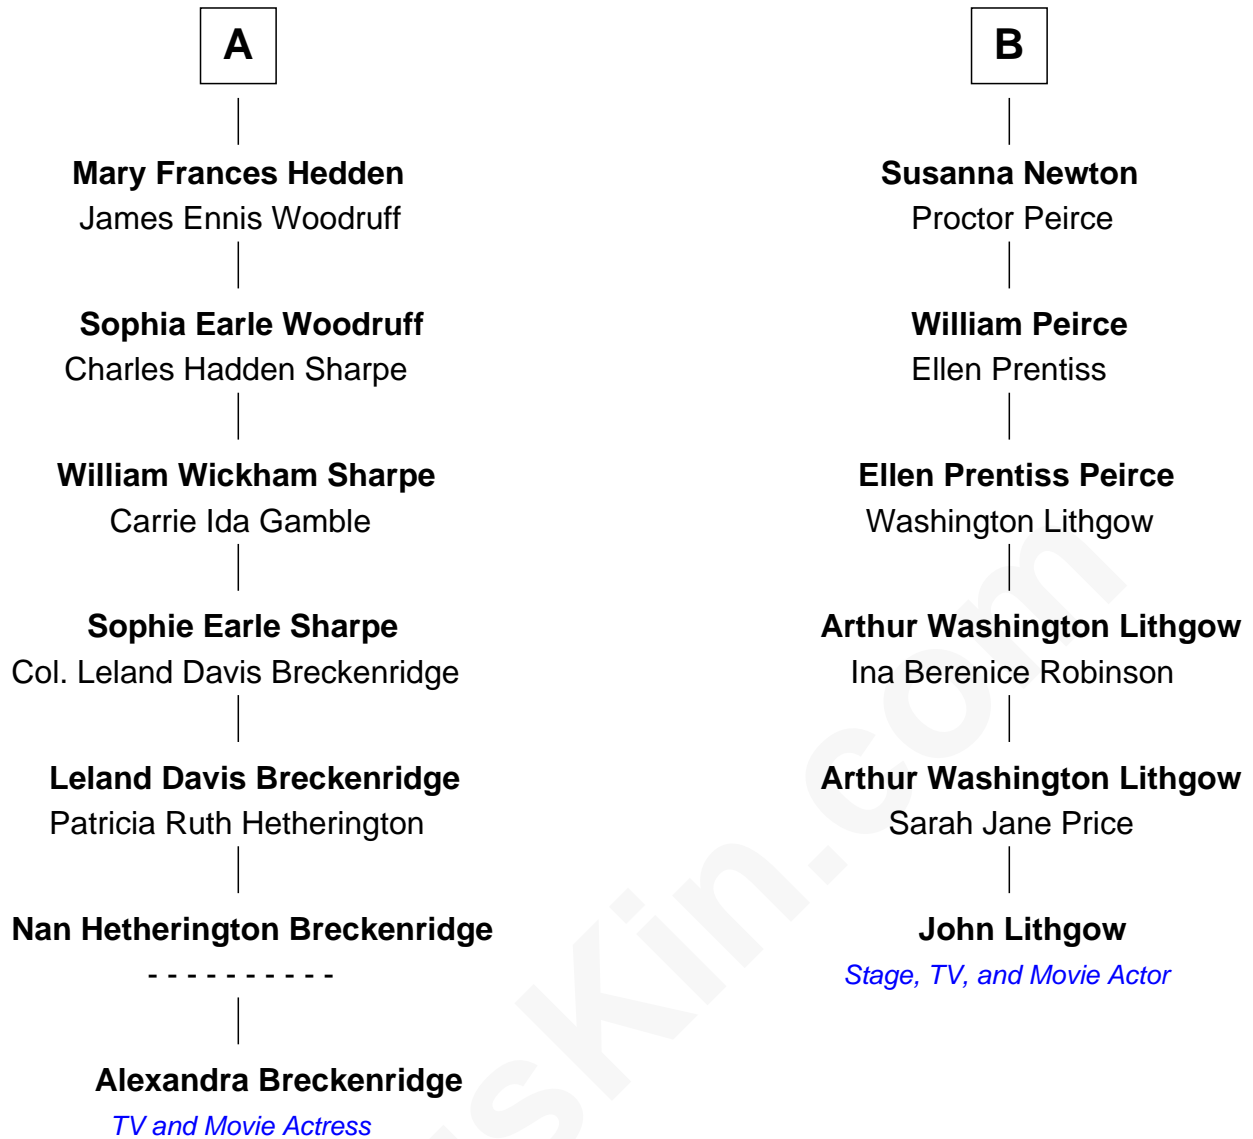 A
Mary Frances Hedden
James Ennis Woodruff
Sophia Earle Woodruff
Charles Hadden Sharpe
William Wickham Sharpe
Carrie Ida Gamble
Sophie Earle Sharpe
Col. Leland Davis Breckenridge
Leland Davis Breckenridge
Patricia Ruth Hetherington
Nan Hetherington Breckenridge
- - - - - - - - - -
Alexandra Breckenridge
TV and Movie Actress
B
Susanna Newton
Proctor Peirce
William Peirce
Ellen Prentiss
Ellen Prentiss Peirce
Washington Lithgow
Arthur Washington Lithgow
Ina Berenice Robinson
Arthur Washington Lithgow
Sarah Jane Price
John Lithgow
Stage, TV, and Movie Actor
sKin.com